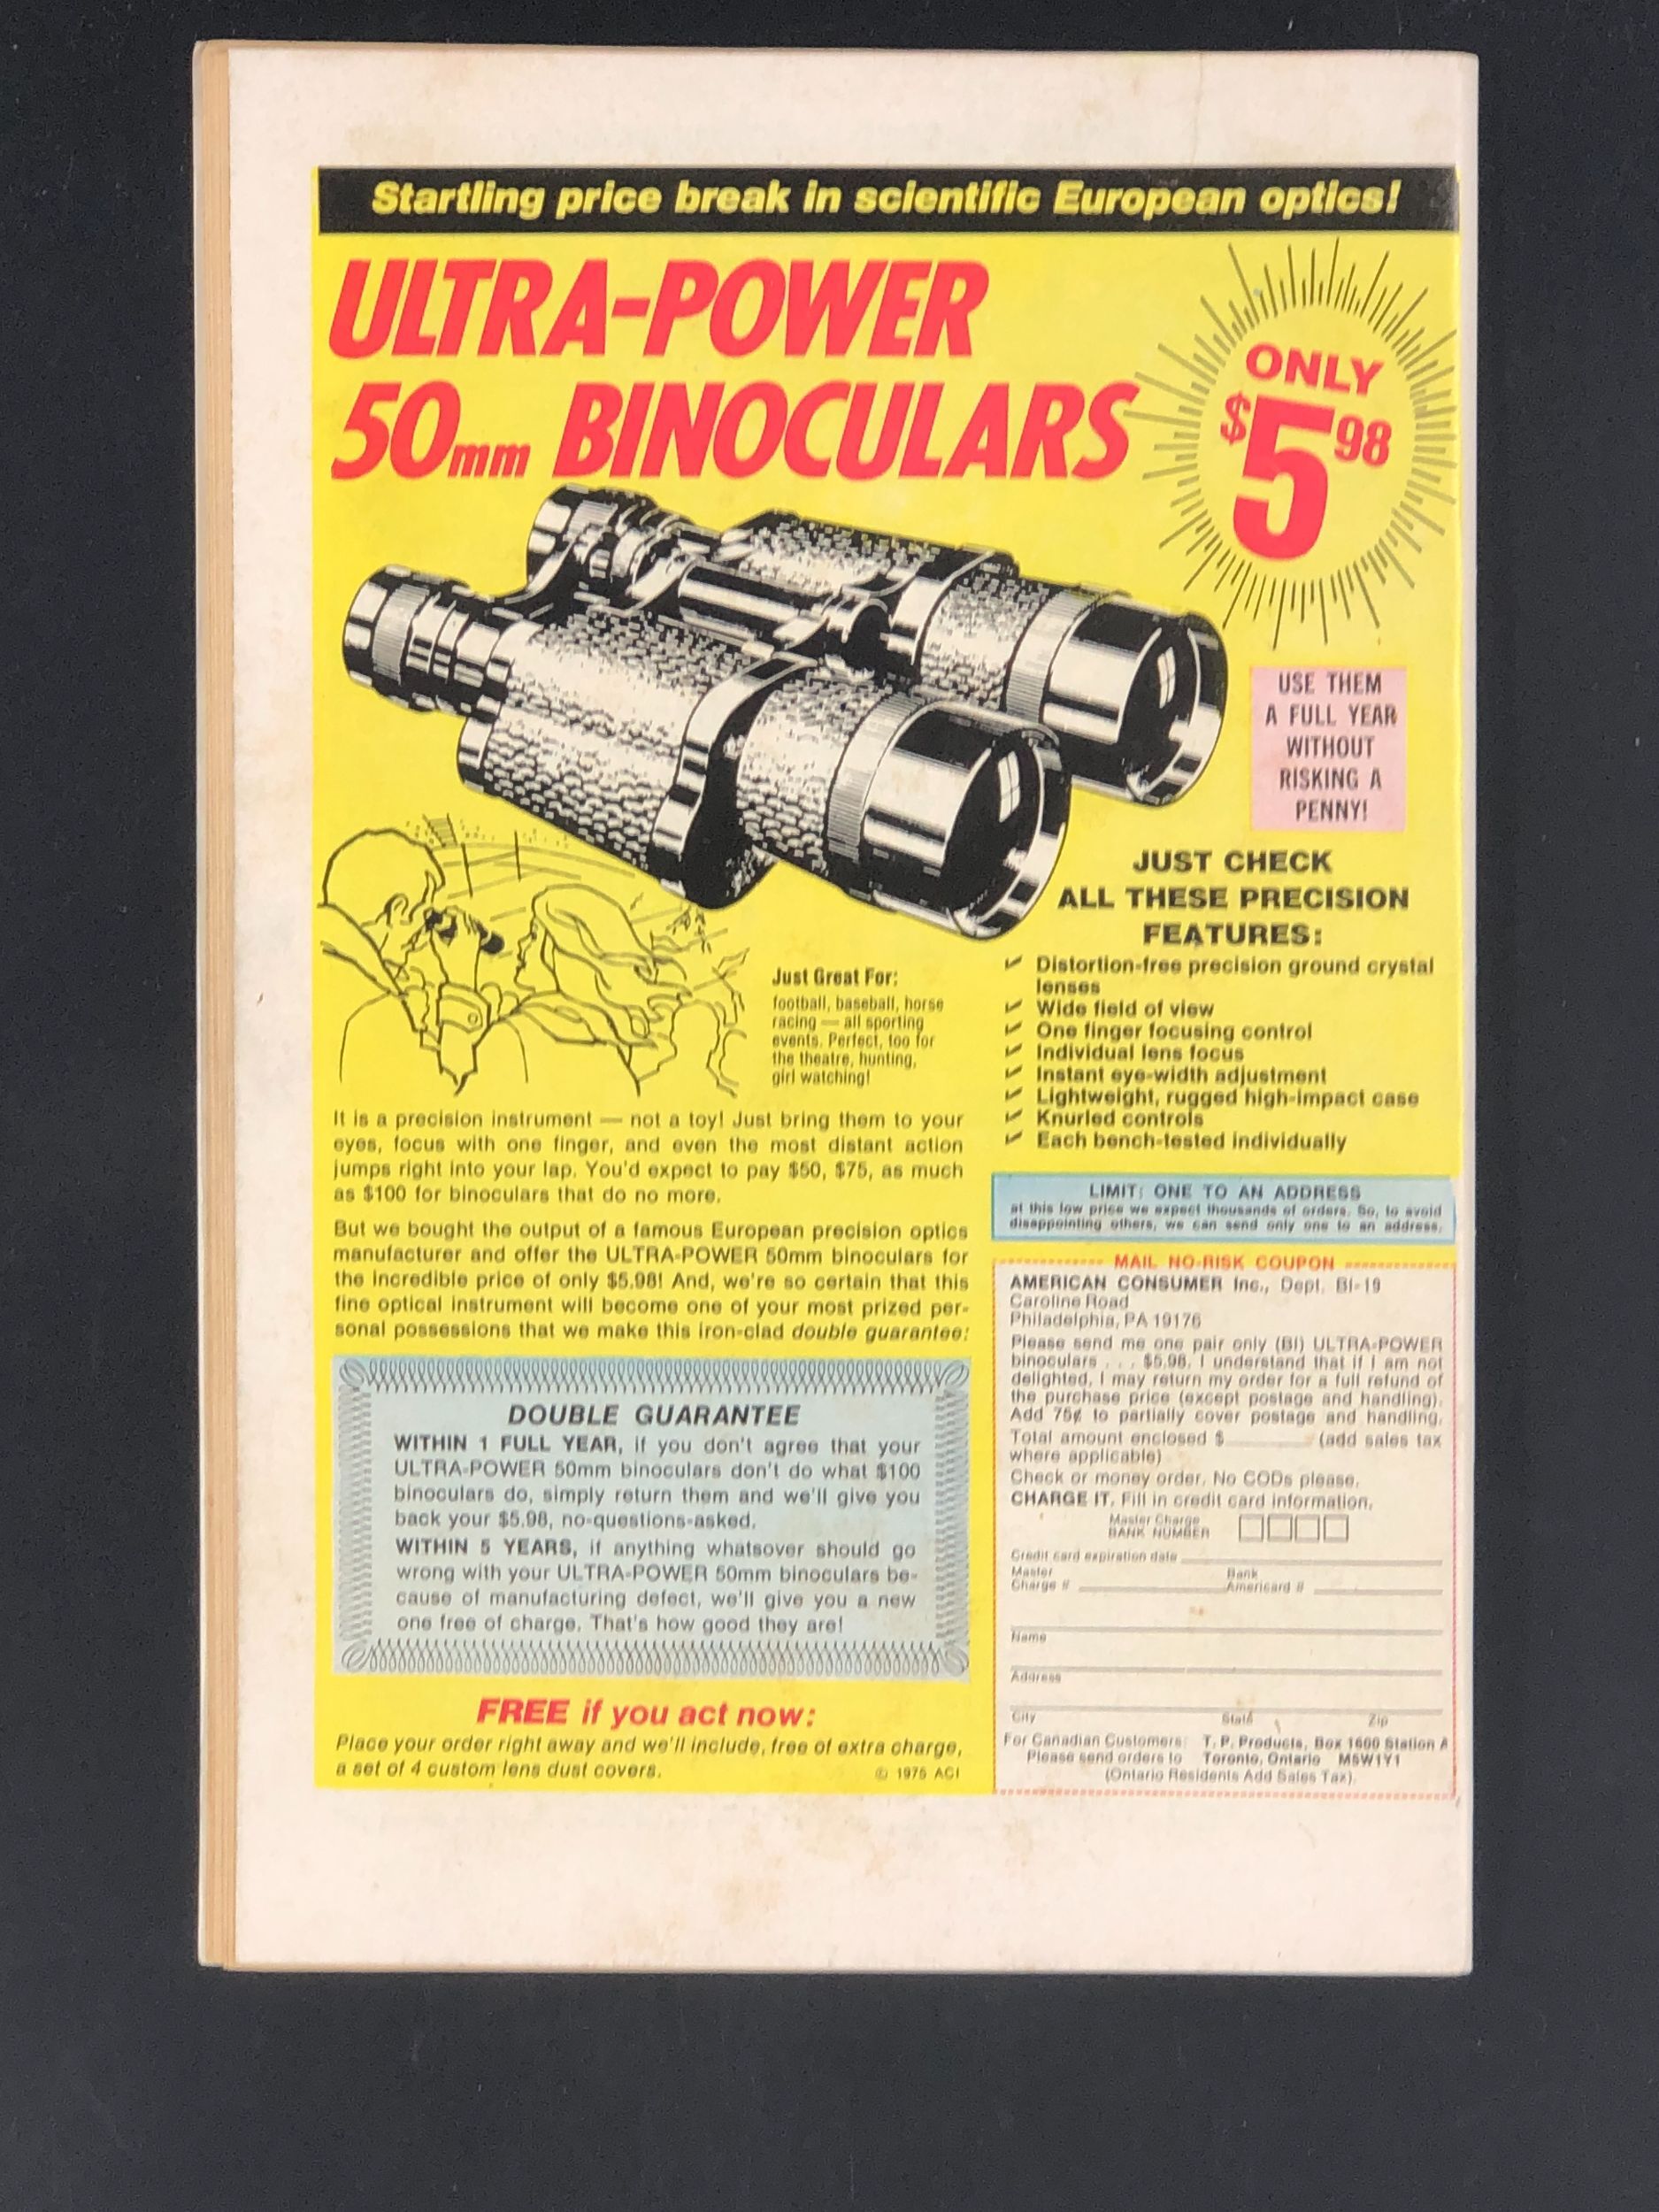 Startling price break in scientific European optics!
ULTRA-POWER
50mm BINOCULARS
ONLY
$5.98
USE THEM
A FULL YEAR
WITHOUT
RISKING A
PENNY!
JUST CHECK
ALL THESE PRECISION
FEATURES:
✓ Distortion-free precision ground crystal
lenses
✓ Wide field of view
✓ One finger focusing control
✓ Individual lens focus
✓ Instant eye-width adjustment
✓ Lightweight, rugged high-impact case
✓ Knurled controls
✓ Each bench-tested individually
Just Great For:
football, baseball, horse
racing — all sporting
events. Perfect, too for
the theatre, hunting,
girl watching!
It is a precision instrument — not a toy! Just bring them to your
eyes, focus with one finger, and even the most distant action
jumps right into your lap. You'd expect to pay $50, $75, as much
as $100 for binoculars that do no more.
But we bought the output of a famous European precision optics
manufacturer and offer the ULTRA-POWER 50mm binoculars for
the incredible price of only $5.98! And, we're so certain that this
fine optical instrument will become one of your most prized per-
sonal possessions that we make this iron-clad double guarantee:
DOUBLE GUARANTEE
WITHIN 1 FULL YEAR, if you don't agree that your
ULTRA-POWER 50mm binoculars don't do what $100
binoculars do, simply return them and we'll give you
back your $5.98, no-questions-asked.
WITHIN 5 YEARS, if anything whatsover should go
wrong with your ULTRA-POWER 50mm binoculars be-
cause of manufacturing defect, we'll give you a new
one free of charge. That's how good they are!
FREE if you act now:
Place your order right away and we'll include, free of extra charge,
a set of 4 custom lens dust covers.
© 1975 ACI
LIMIT: ONE TO AN ADDRESS
at this low price we expect thousands of orders. So, to avoid
disappointing others, we can send only one to an address.
MAIL NO-RISK COUPON
AMERICAN CONSUMER Inc., Dept. BI-19
Caroline Road
Philadelphia, PA 19176
Please send me one pair only (BI) ULTRA-POWER
binoculars . . . $5.98. I understand that if I am not
delighted, I may return my order for a full refund of
the purchase price (except postage and handling).
Add 75¢ to partially cover postage and handling.
Total amount enclosed $________ (add sales tax
where applicable)
Check or money order. No CODs please.
CHARGE IT. Fill in credit card information.
Master Charge
BANK NUMBER
Credit card expiration date
Master Bank
Charge # Americard #
Name
Address
City State Zip
For Canadian Customers: T. P. Products, Box 1600 Station A
Please send orders to Toronto, Ontario M5W1Y1
(Ontario Residents Add Sales Tax).